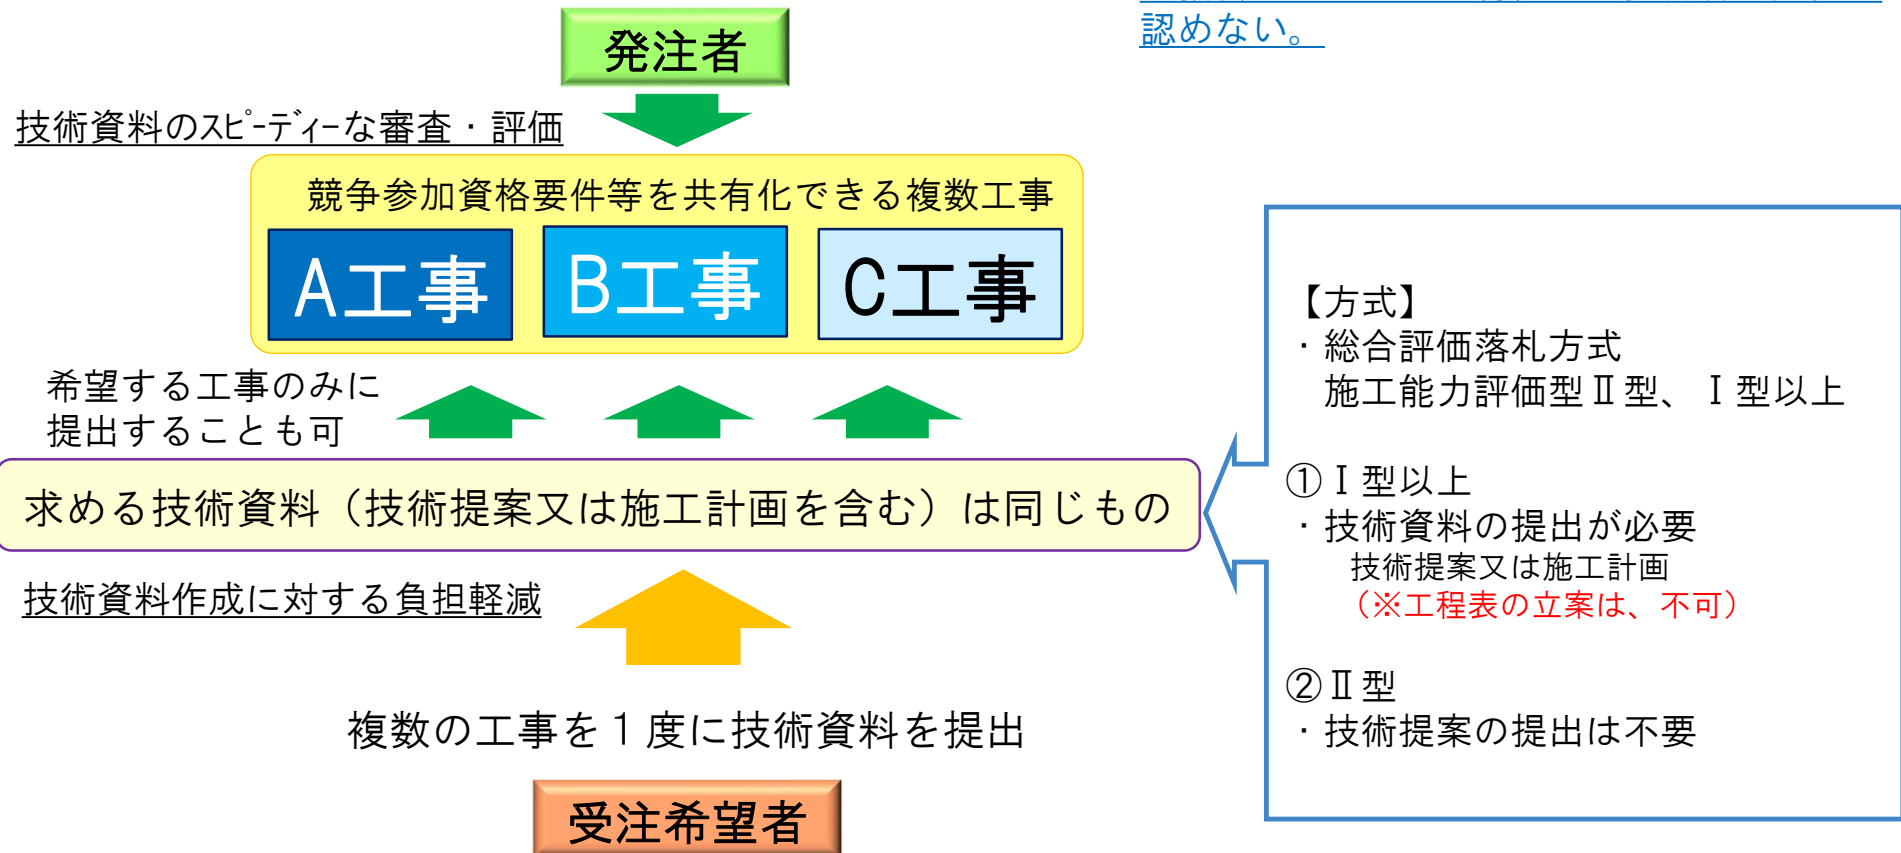 認めない。
発注者
技術資料のスピーディーな審査・評価
競争参加資格要件等を共有化できる複数工事
A工事
B工事
C工事
希望する工事のみに
提出することも可
求める技術資料（技術提案又は施工計画を含む）は同じもの
技術資料作成に対する負担軽減
複数の工事を１度に技術資料を提出
受注希望者
【方式】
・総合評価落札方式
施工能力評価型Ⅱ型、Ⅰ型以上
①Ⅰ型以上
・技術資料の提出が必要
技術提案又は施工計画
（※工程表の立案は、不可）
②Ⅱ型
・技術提案の提出は不要